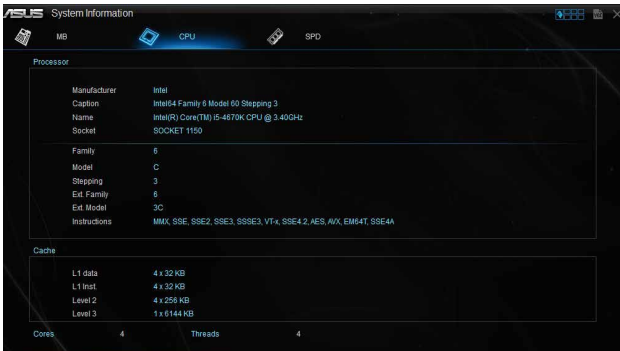 ASUS System Information
MB CPU SPD
Processor
Manufacturer Intel
Caption Intel64 Family 6 Model 60 Stepping 3
Name Intel(R) Core(TM) i5-4670K CPU @ 3.40GHz
Socket SOCKET 1150
Family 6
Model C
Stepping 3
Ext. Family 6
Ext. Model 3C
Instructions MMX, SSE, SSE2, SSE3, SSSE3, VT-x, SSE4.2, AES, AVX, EM64T, SSE4A
Cache
L1 data 4 x 32 KB
L1 Inst. 4 x 32 KB
Level 2 4 x 256 KB
Level 3 1 x 6144 KB
Cores 4 Threads 4